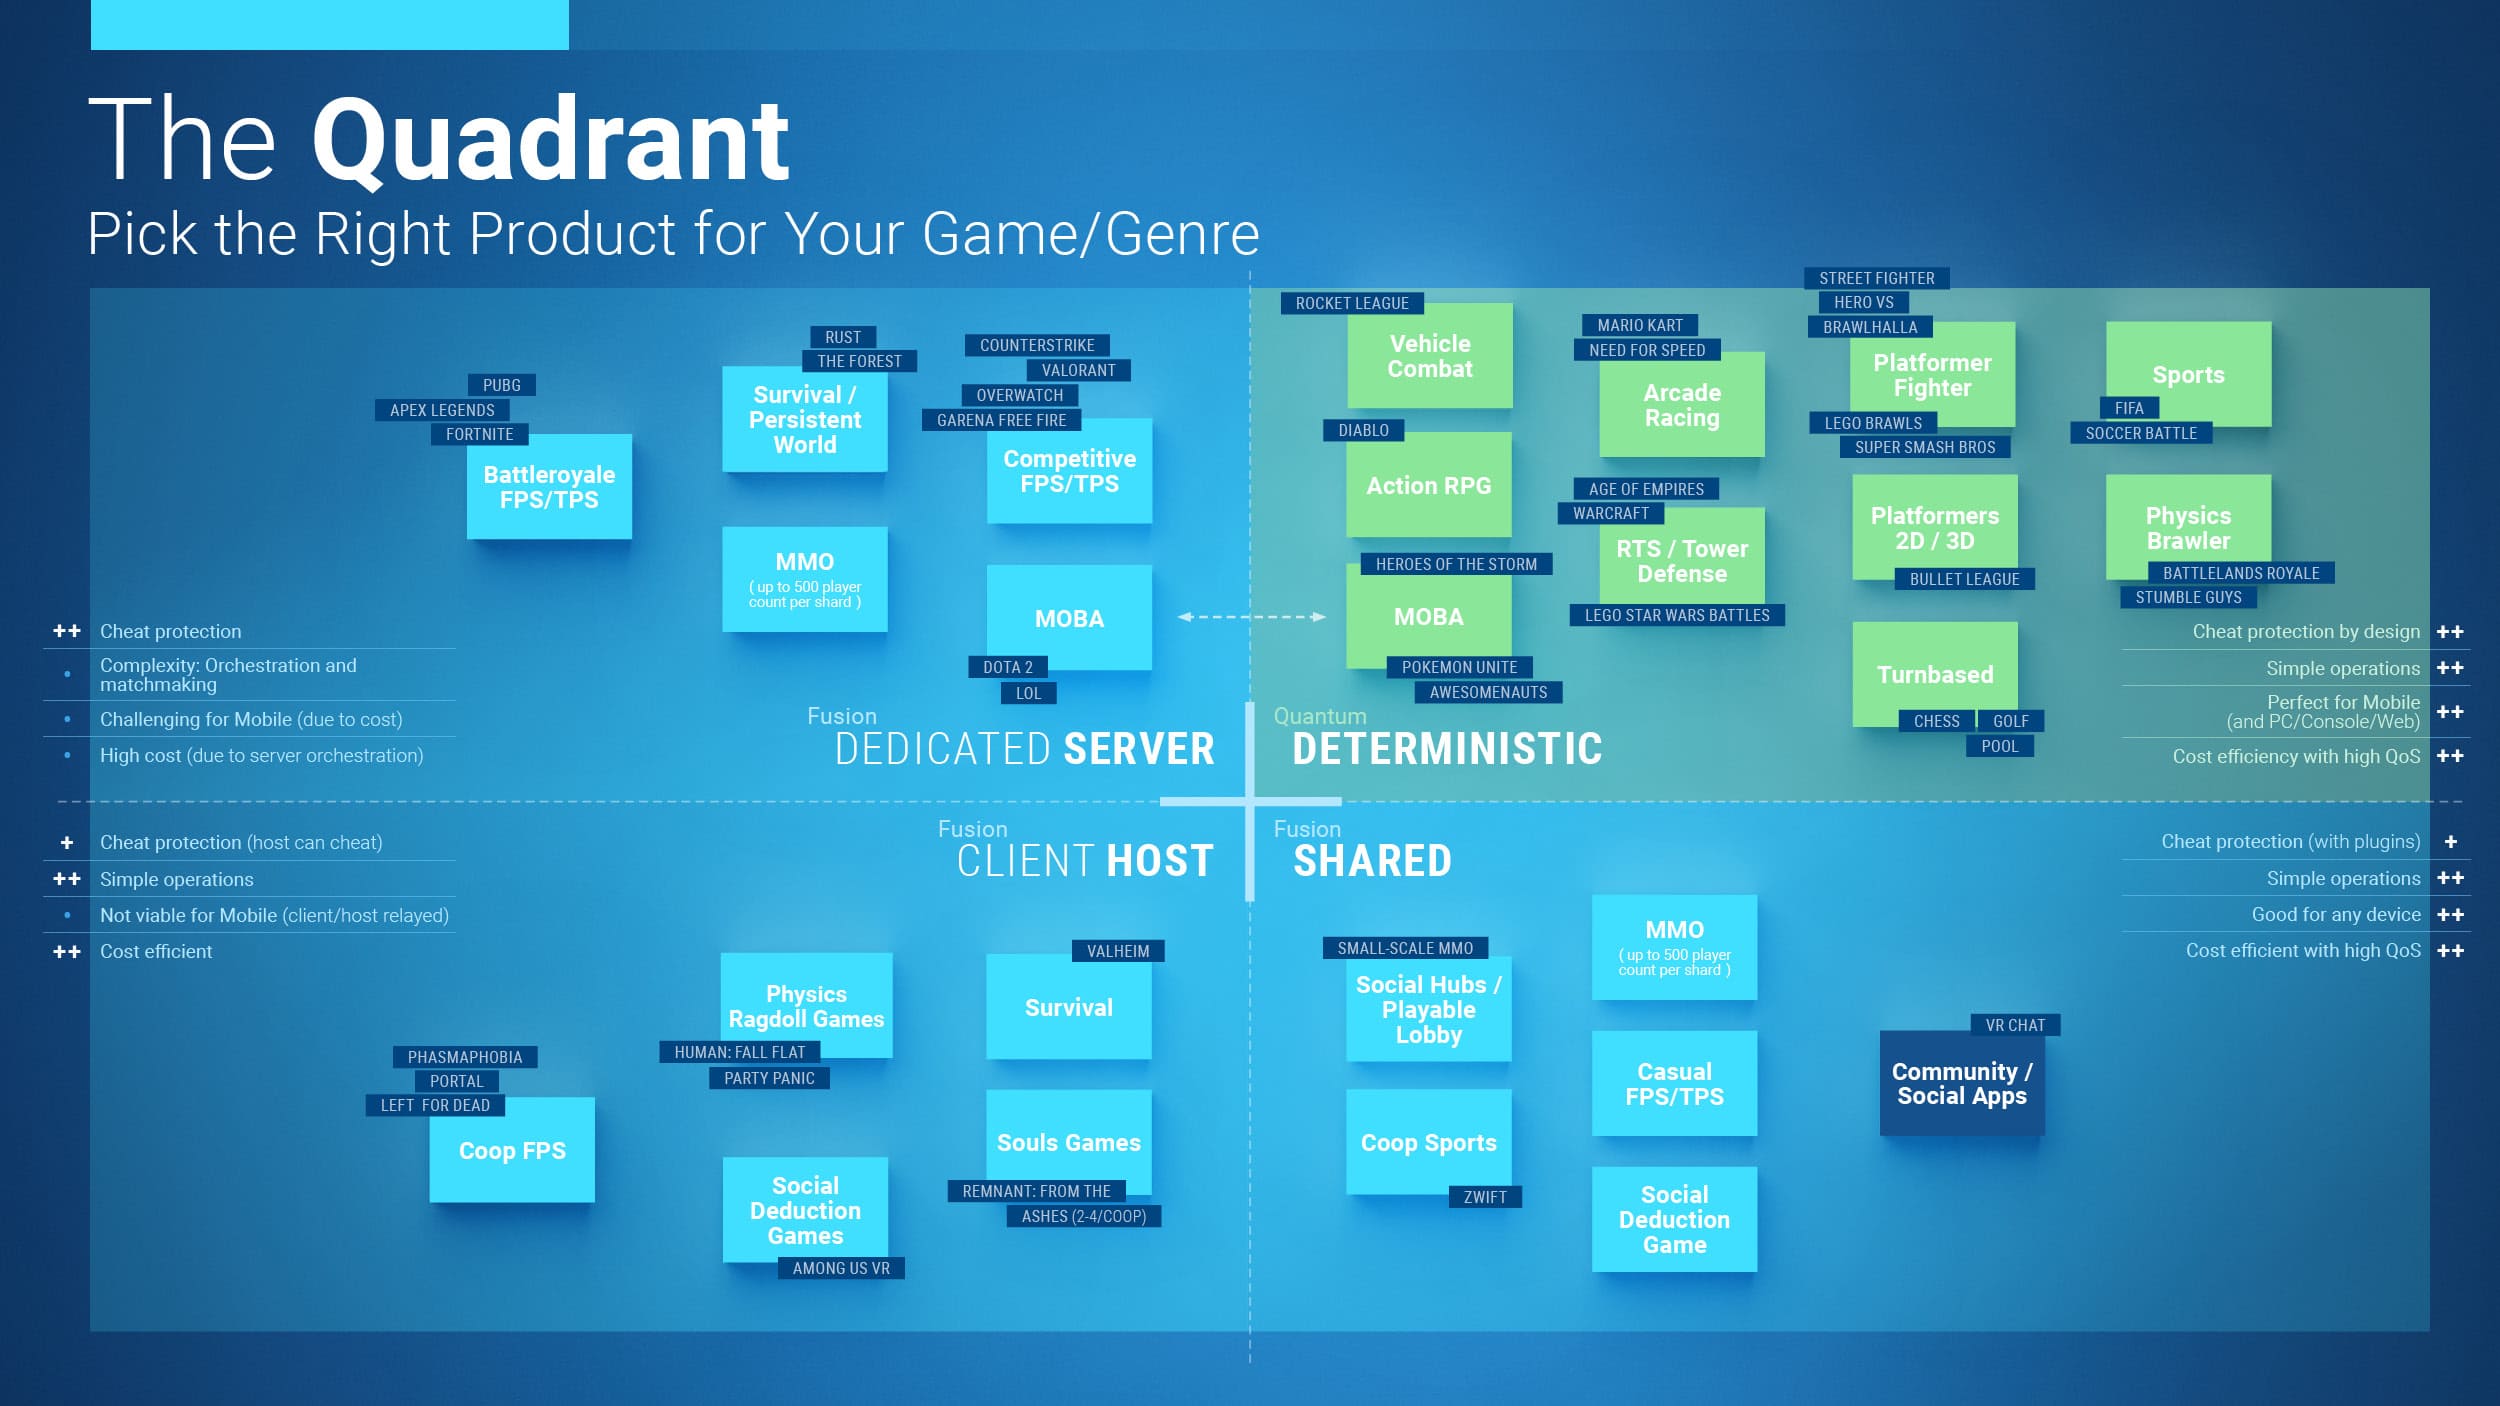 The Quadrant
Pick the Right Product for Your Game/Genre
PUBG
APEX LEGENDS
FORTNITE
Battleroyale
FPS/TPS
RUST
THE FOREST
Survival /
Persistent
World
MMO
( up to 500 player
count per shard )
COUNTERSTRIKE
VALORANT
OVERWATCH
GARENA FREE FIRE
Competitive
FPS/TPS
MOBA
DOTA 2
LOL
++ Cheat protection
• Complexity: Orchestration and
matchmaking
• Challenging for Mobile (due to cost)
• High cost (due to server orchestration)
Fusion
DEDICATED SERVER
ROCKET LEAGUE
Vehicle
Combat
DIABLO
Action RPG
HEROES OF THE STORM
MOBA
POKEMON UNITE
AWESOMENAUTS
MARIO KART
NEED FOR SPEED
Arcade
Racing
AGE OF EMPIRES
WARCRAFT
RTS / Tower
Defense
LEGO STAR WARS BATTLES
STREET FIGHTER
HERO VS
BRAWLHALLA
Platformer
Fighter
LEGO BRAWLS
SUPER SMASH BROS
Platformers
2D / 3D
BULLET LEAGUE
Turnbased
CHESS
GOLF
POOL
Sports
FIFA
SOCCER BATTLE
Physics
Brawler
BATTLELANDS ROYALE
STUMBLE GUYS
Cheat protection by design ++
Simple operations ++
Perfect for Mobile
(and PC/Console/Web) ++
Cost efficiency with high QoS ++
Quantum
DETERMINISTIC
Fusion
CLIENT HOST
+ Cheat protection (host can cheat)
++ Simple operations
• Not viable for Mobile (client/host relayed)
++ Cost efficient
PHASMAPHOBIA
PORTAL
LEFT FOR DEAD
Coop FPS
Physics
Ragdoll Games
HUMAN: FALL FLAT
PARTY PANIC
Social
Deduction
Games
AMONG US VR
VALHEIM
Survival
Souls Games
REMNANT: FROM THE
ASHES (2-4/COOP)
Fusion
SHARED
Cheat protection (with plugins) +
Simple operations ++
Good for any device ++
Cost efficient with high QoS ++
SMALL-SCALE MMO
Social Hubs /
Playable
Lobby
Coop Sports
ZWIFT
MMO
( up to 500 player
count per shard )
Casual
FPS/TPS
Social
Deduction
Game
VR CHAT
Community /
Social Apps